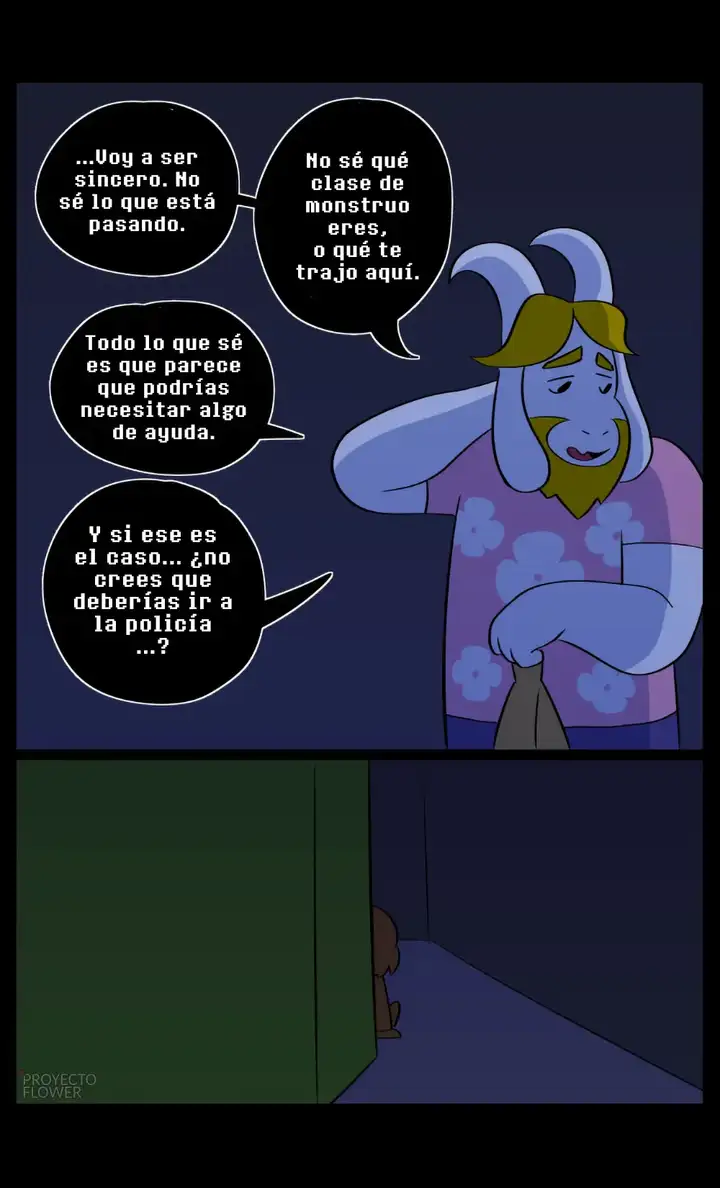 ...Voy a ser
sincero. No
sé lo que está
pasando.
No sé qué
clase de
monstruo
eres,
o qué te
trajo aquí.
Todo lo que sé
es que parece
que podrías
necesitar algo
de ayuda.
Y si ese es
el caso... ¿no
crees que
deberías ir a
la policía
...?
PROYECTO
FLOWER